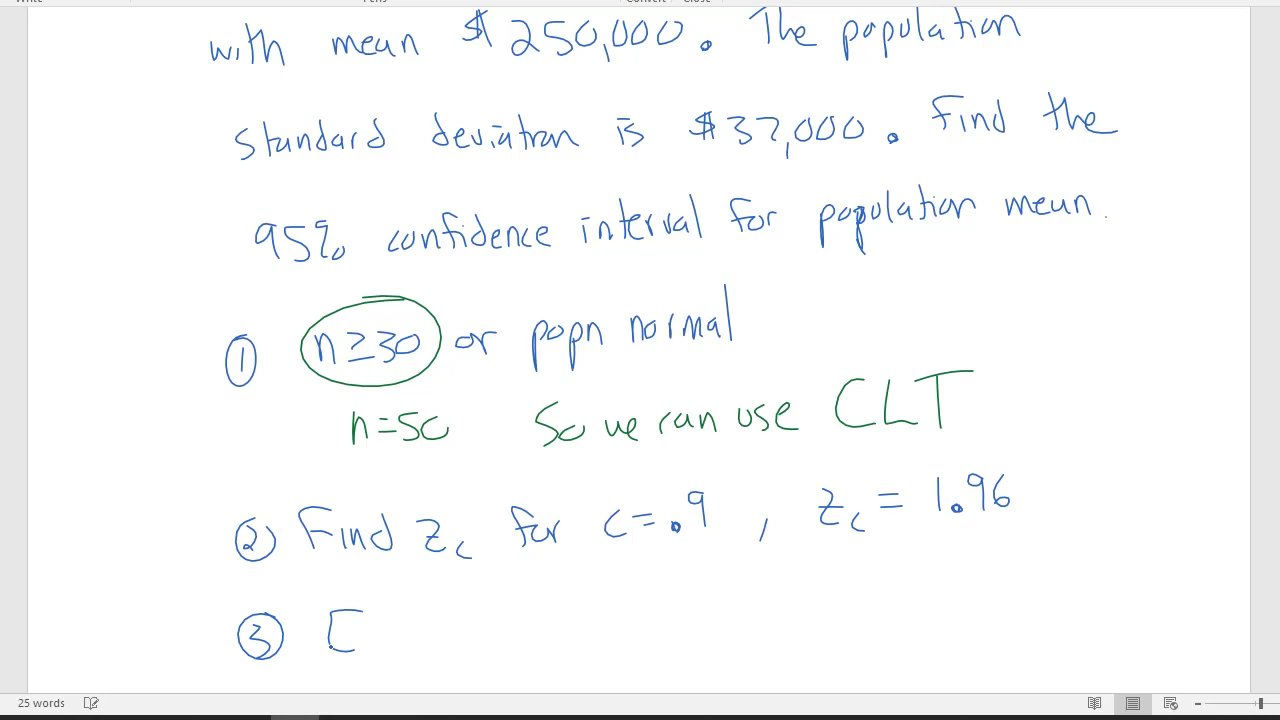 with mean $250,000. The population
standard deviation is $37,000. Find the
95% confidence interval for population mean.
① n≥30 or popn normal
n=50 So we can use CLT
② Find Zc for c=.9, Zc = 1.96
③ E
25 words